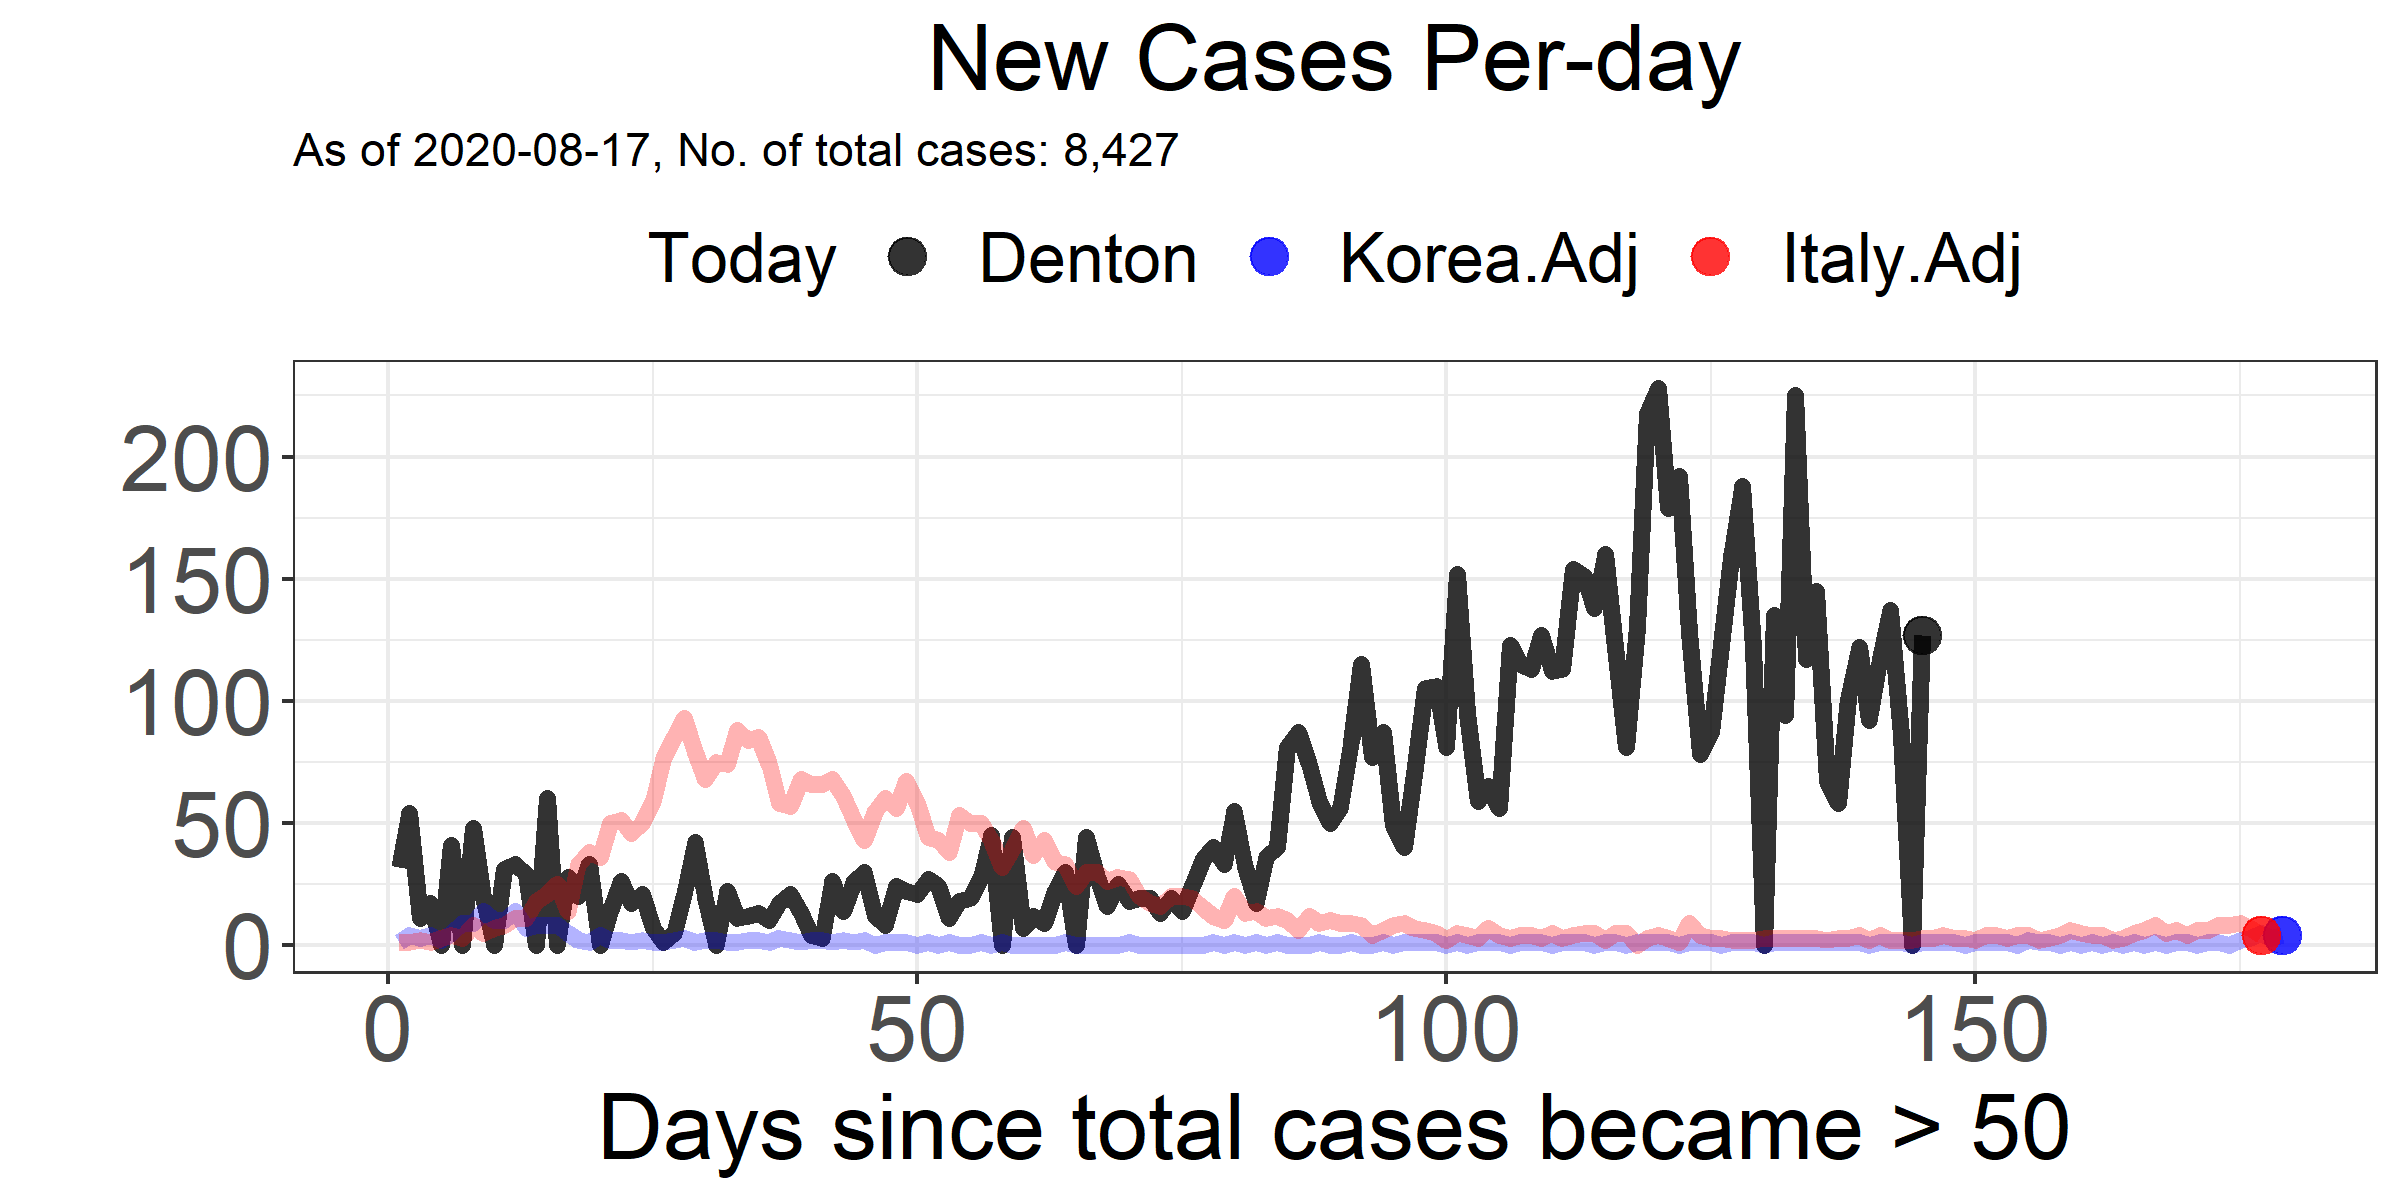 New Cases Per-day
As of 2020-08-17, No. of total cases: 8,427
Today Denton Korea.Adj Italy.Adj
200
150
100
50
0
0 50 100 150
Days since total cases became > 50